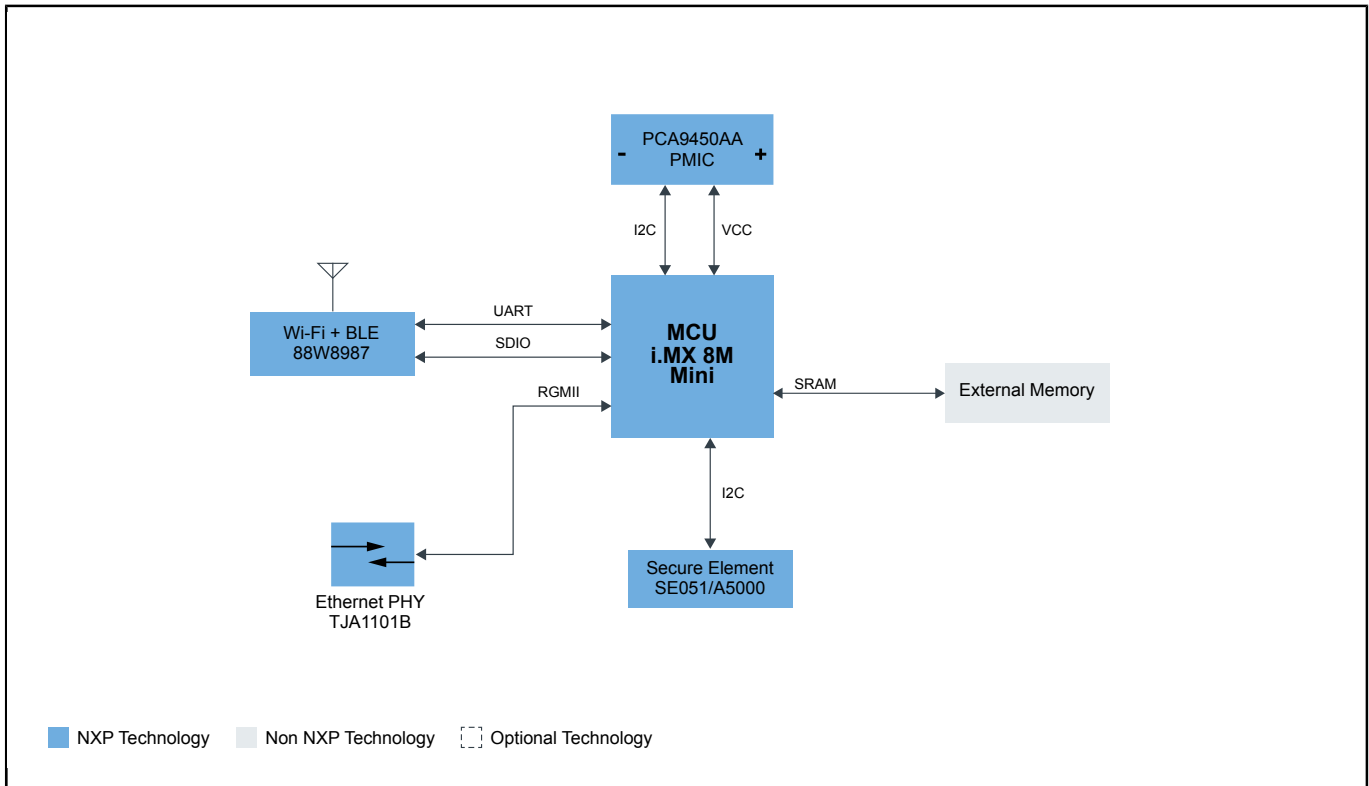 PCA9450AA
PMIC
- +
I2C
VCC
UART
SDIO
RGMII
Wi-Fi + BLE
88W8987
MCU
i.MX 8M
Mini
SRAM
External Memory
I2C
Secure Element
SE051/A5000
Ethernet PHY
TJA1101B
NXP Technology
Non NXP Technology
Optional Technology